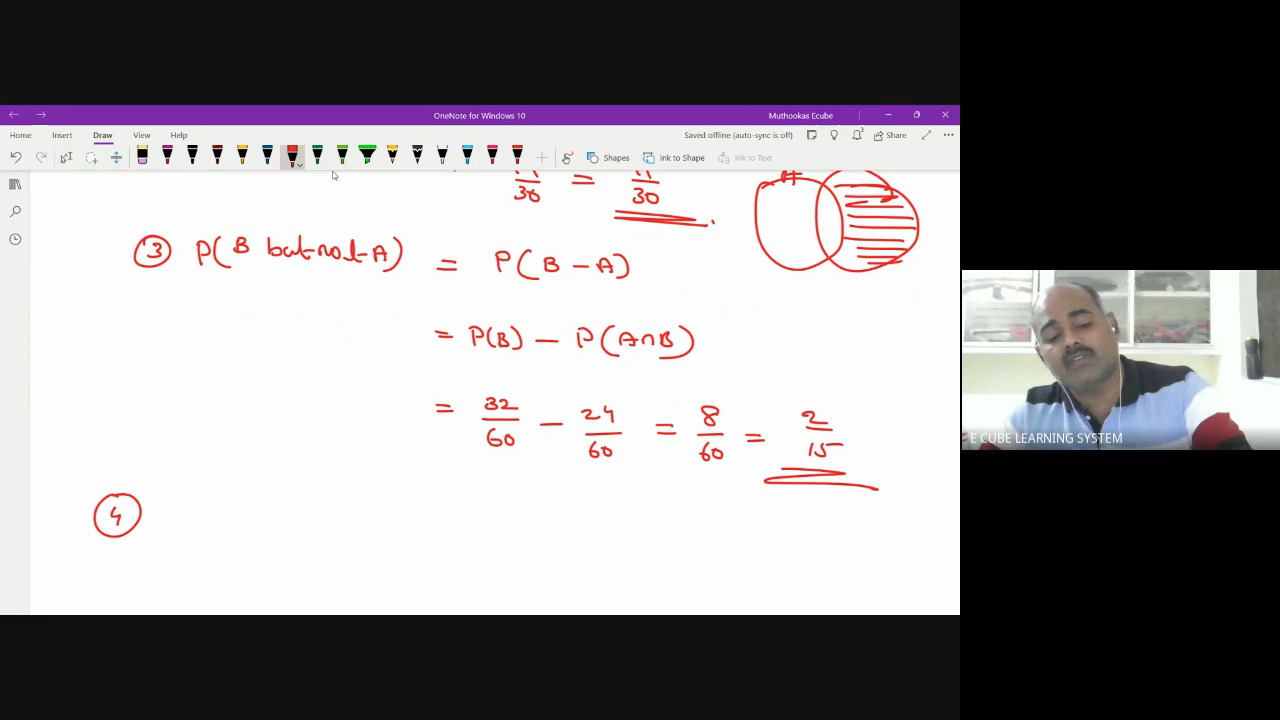 OneNote for Windows 10
Muthookas Ecube
Home Insert Draw View Help
Saved offline (auto-sync is off)
Share
Shapes
Ink to Shape
Ink to Text
11/30 = 11/30
A
3 P(B but not A) = P(B - A)
= P(B) - P(A∩B)
= 32/60 - 24/60 = 8/60 = 2/15
4
E CUBE LEARNING SYSTEM